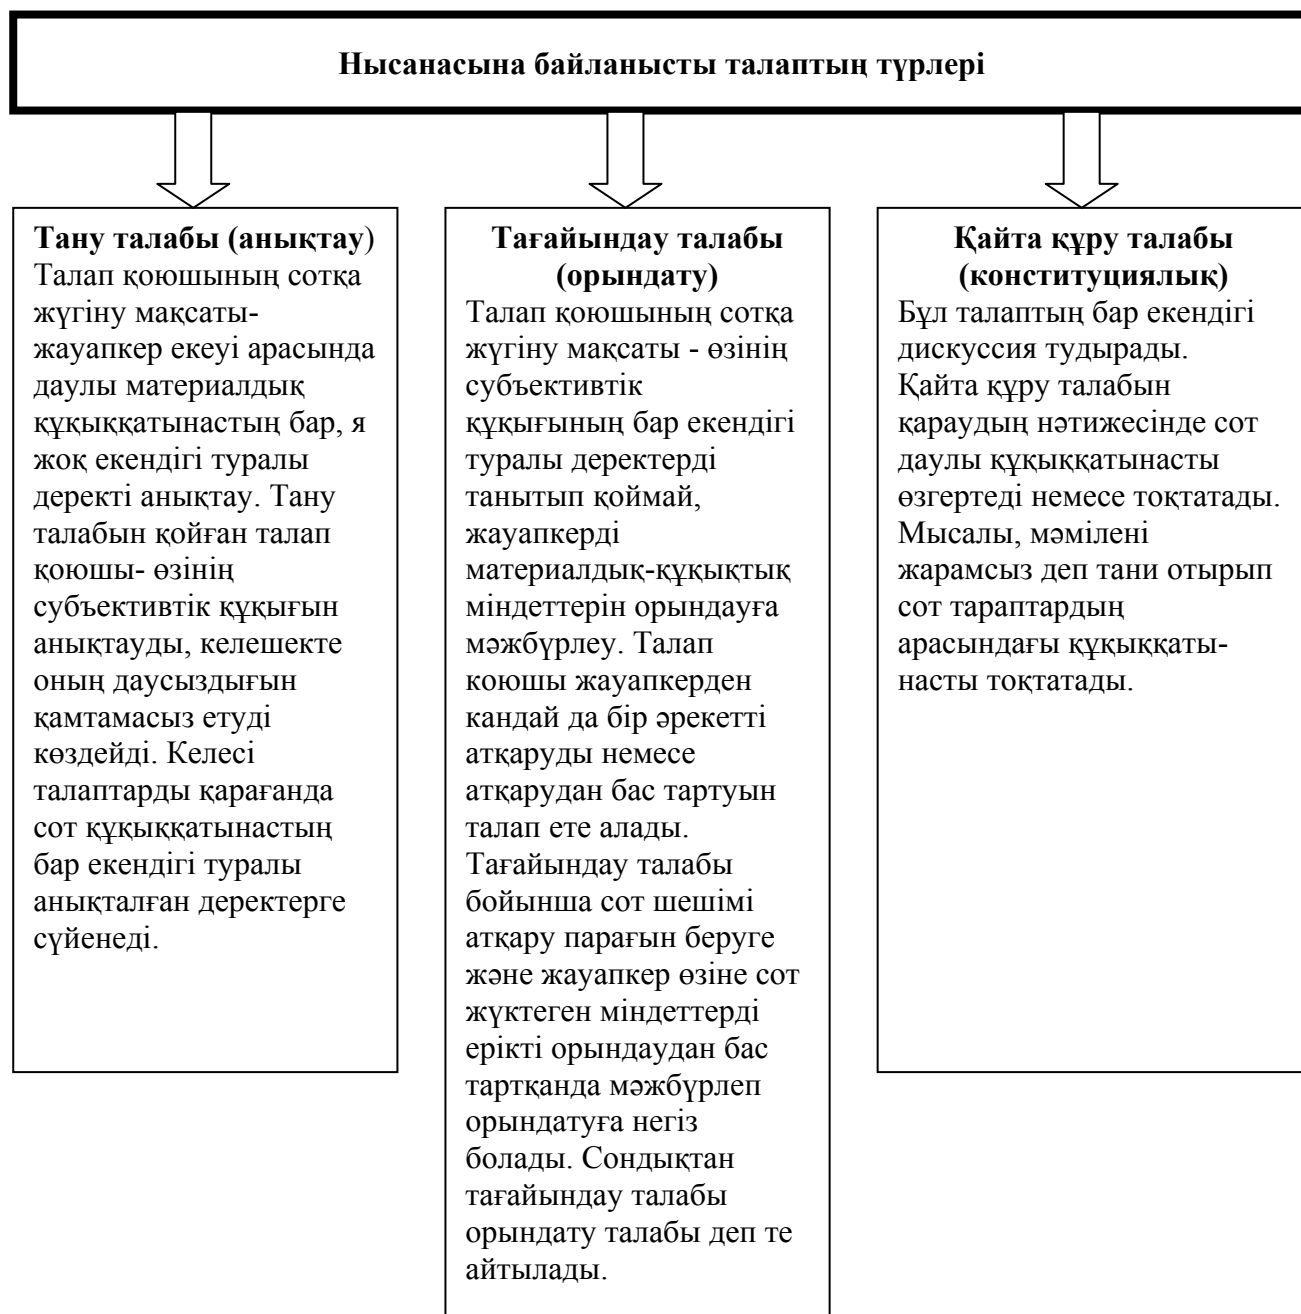 Нысанасына байланысты талаптың түрлері
Тану талабы (анықтау)
Талап қоюшының сотқа
жүгіну мақсаты-
жауапкер екеуі арасында
даулы материалдық
құқыққатынастың бар, я
жоқ екендігі туралы
деректі анықтау. Тану
талабын қойған талап
қоюшы- өзінің
субъективтік құқығын
анықтауды, келешекте
оның даусыздығын
қамтамасыз етуді
көздейді. Келесі
талаптарды қарағанда
сот құқыққатынастың
бар екендігі туралы
анықталған деректерге
сүйенеді.
Тағайындау талабы
(орындату)
Талап қоюшының сотқа
жүгіну мақсаты - өзінің
субъективтік
құқығының бар екендігі
туралы деректерді
танытып қоймай,
жауапкерді
материалдық-құқықтық
міндеттерін орындауға
мәжбүрлеу. Талап
коюшы жауапкерден
кандай да бір әрекетті
атқаруды немесе
атқарудан бас тартуын
талап ете алады.
Тағайындау талабы
бойынша сот шешімі
атқару парағын беруге
және жауапкер өзіне сот
жүктеген міндеттерді
ерікті орындаудан бас
тартқанда мәжбүрлеп
орындатуға негіз
болады. Сондықтан
тағайындау талабы
орындату талабы деп те
айтылады.
Қайта құру талабы
(конституциялық)
Бұл талаптың бар екендігі
дискуссия тудырады.
Қайта құру талабын
қараудың нәтижесінде сот
даулы құқыққатынасты
өзгертеді немесе тоқтатады.
Мысалы, мәмілені
жарамсыз деп тани отырып
сот тараптардың
арасындағы құқыққаты-
насты тоқтатады.